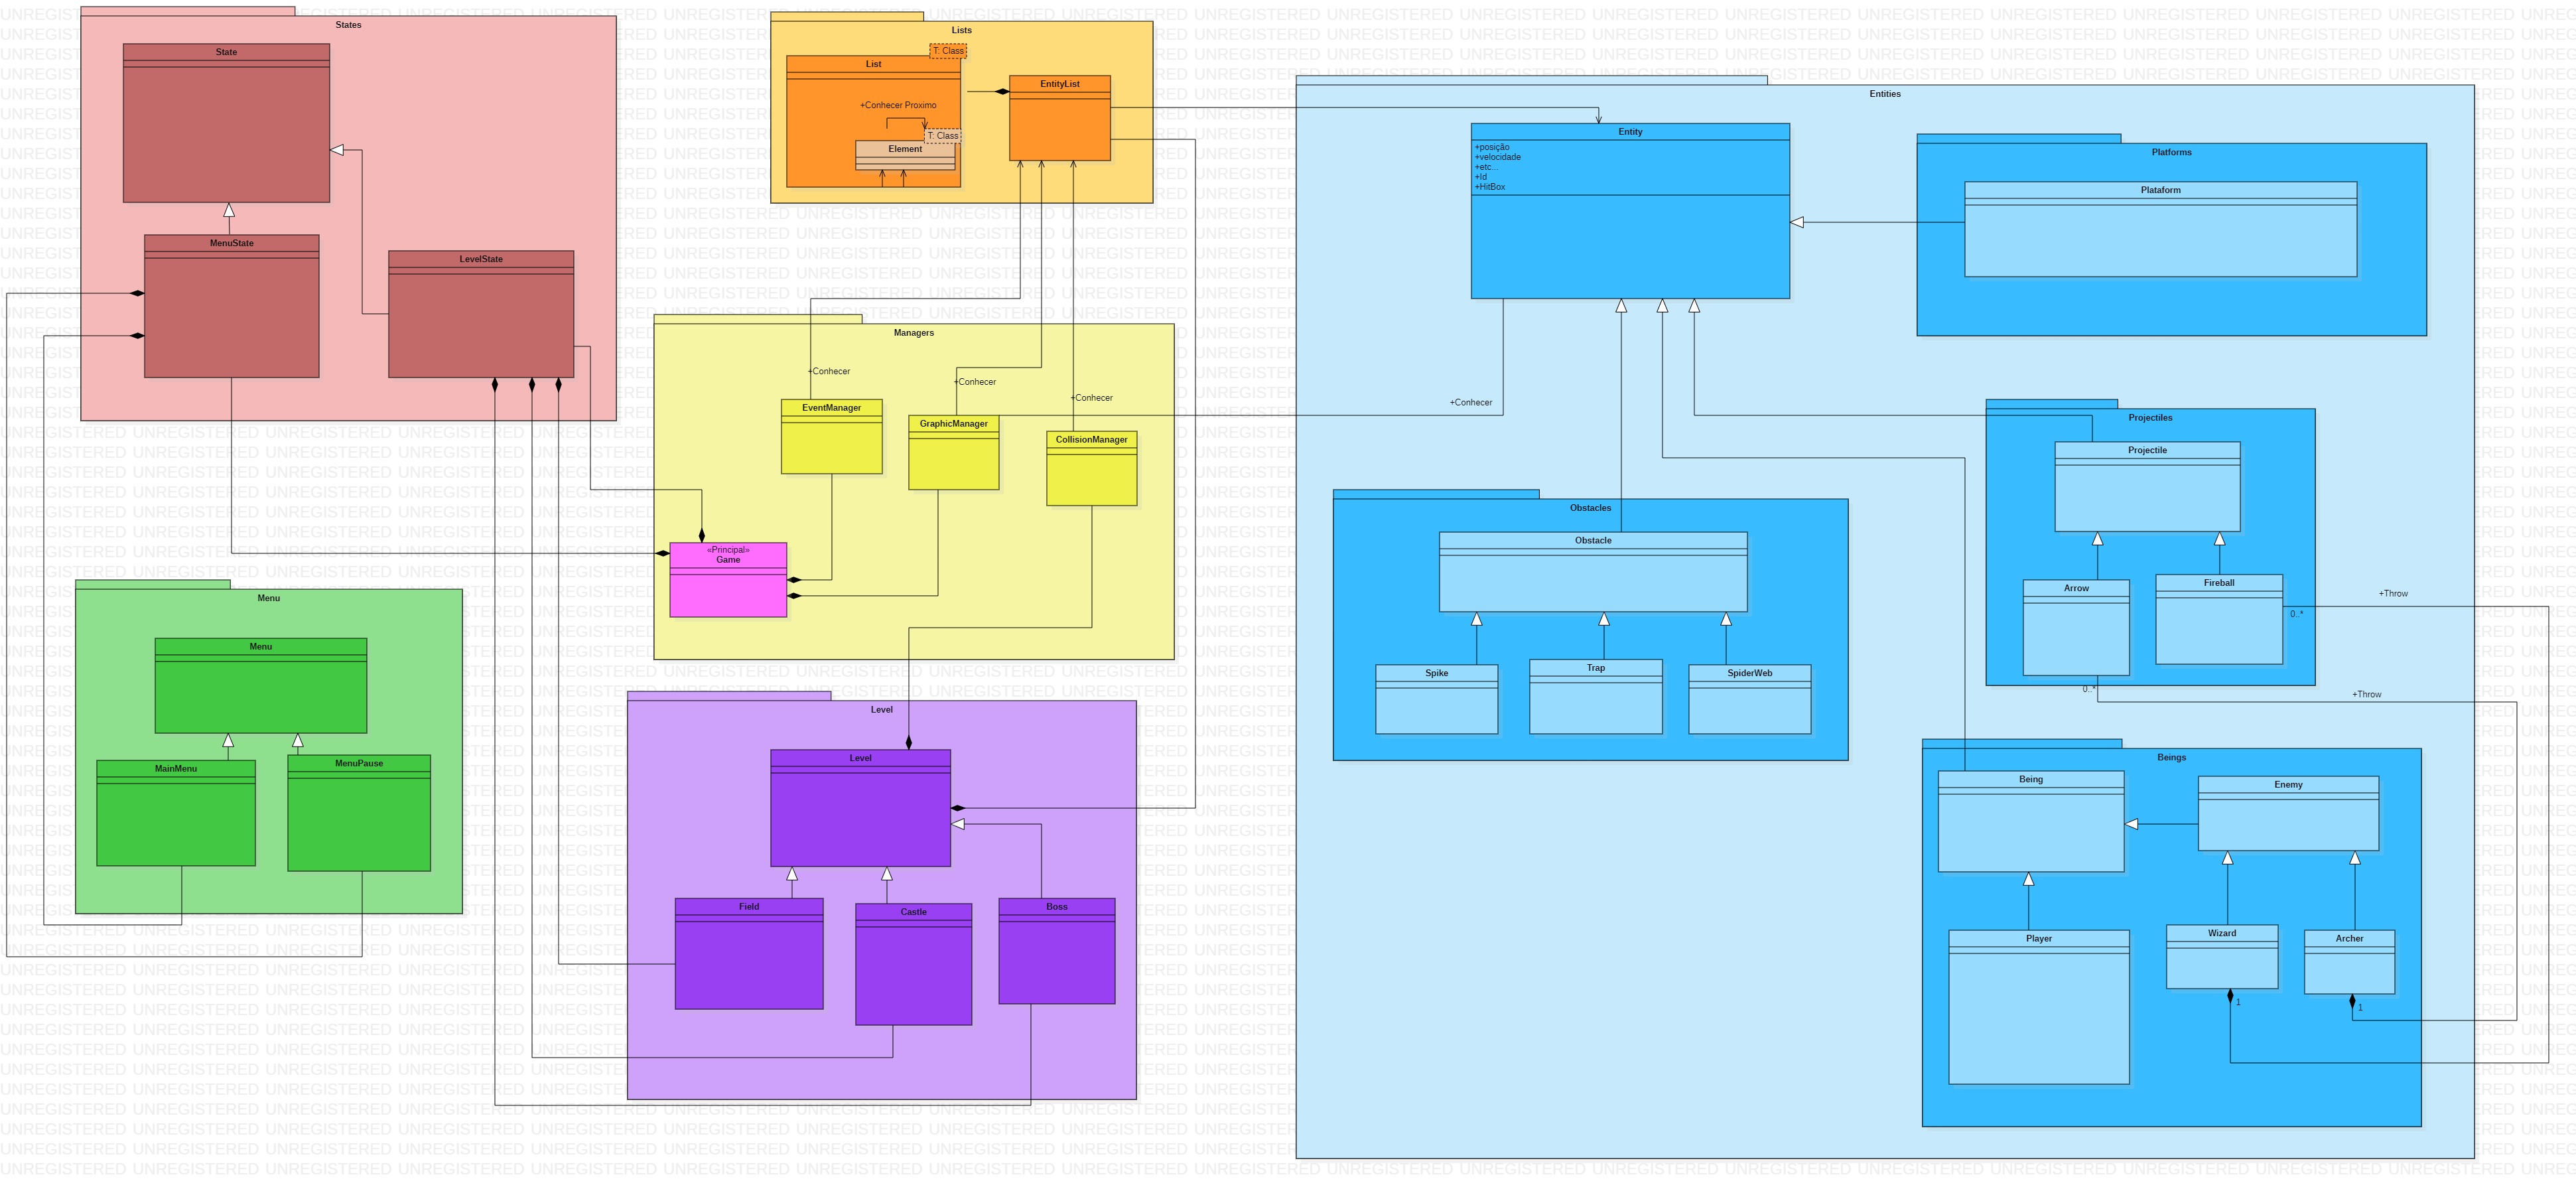 States
State
MenuState
LevelState
Lists
T: Class
List
+Conhecer Proximo
T: Class
Element
EntityList
Managers
+Conhecer
+Conhecer
+Conhecer
EventManager
GraphicManager
CollisionManager
«Principal»
Game
Menu
Menu
MainMenu
MenuPause
Level
Level
Field
Castle
Boss
Entities
Entity
+posição
+velocidade
+etc...
+Id
+HitBox
+Conhecer
Platforms
Plataform
Obstacles
Obstacle
Spike
Trap
SpiderWeb
Projectiles
Projectile
Arrow
Fireball
+Throw
0..*
0..*
+Throw
Beings
Being
Enemy
Player
Wizard
Archer
1
1
UNREGISTERED